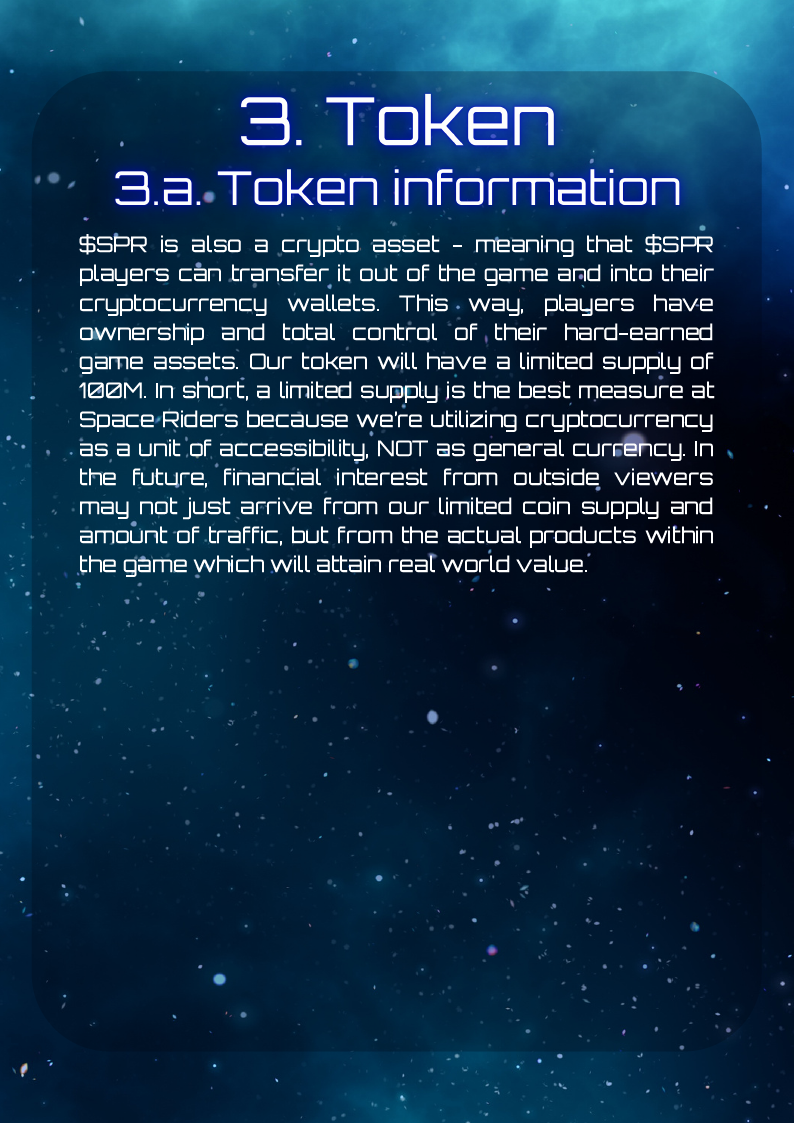 3. Token
3.a. Token information
$SPR is also a crypto asset - meaning that $SPR
players can transfer it out of the game and into their
cryptocurrency wallets. This way, players have
ownership and total control of their hard-earned
game assets. Our token will have a limited supply of
100M. In short, a limited supply is the best measure at
Space Riders because we're utilizing cryptocurrency
as a unit of accessibility, NOT as general currency. In
the future, financial interest from outside viewers
may not just arrive from our limited coin supply and
amount of traffic, but from the actual products within
the game which will attain real world value.